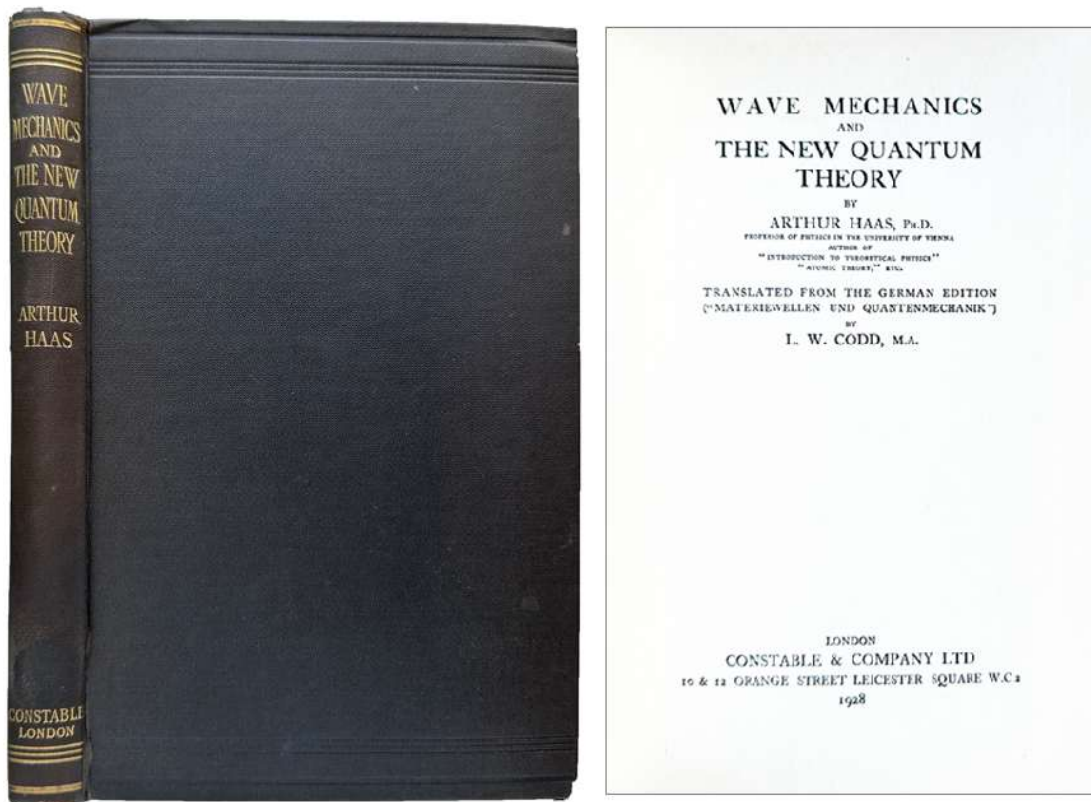 WAVE
MECHANICS
AND
THE NEW
QUANTUM
THEORY
ARTHUR
HAAS
CONSTABLE
LONDON
WAVE MECHANICS
AND
THE NEW QUANTUM
THEORY
BY
ARTHUR HAAS, PH.D.
PROFESSOR OF PHYSICS IN THE UNIVERSITY OF VIENNA
AUTHOR OF
"INTRODUCTION TO THEORETICAL PHYSICS"
"ATOMIC THEORY," ETC.
TRANSLATED FROM THE GERMAN EDITION
("MATERIEWELLEN UND QUANTENMECHANIK")
BY
L. W. CODD, M.A.
LONDON
CONSTABLE & COMPANY LTD
10 & 12 ORANGE STREET LEICESTER SQUARE W.C 2
1928